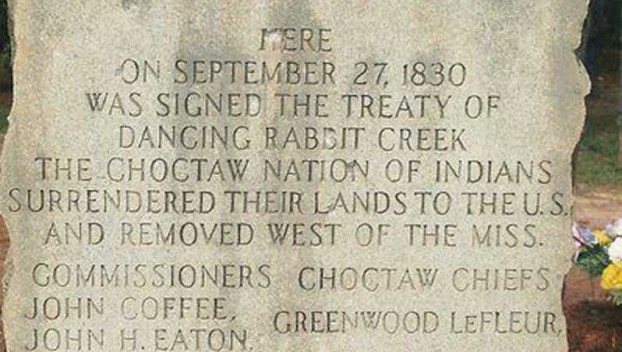 HERE
ON SEPTEMBER 27, 1830
WAS SIGNED THE TREATY OF
DANCING RABBIT CREEK
THE CHOCTAW NATION OF INDIANS
SURRENDERED THEIR LANDS TO THE U.S.
AND REMOVED WEST OF THE MISS.
COMMISSIONERS CHOCTAW CHIEFS
JOHN COFFEE, GREENWOOD LEFLEUR,
JOHN H. EATON,